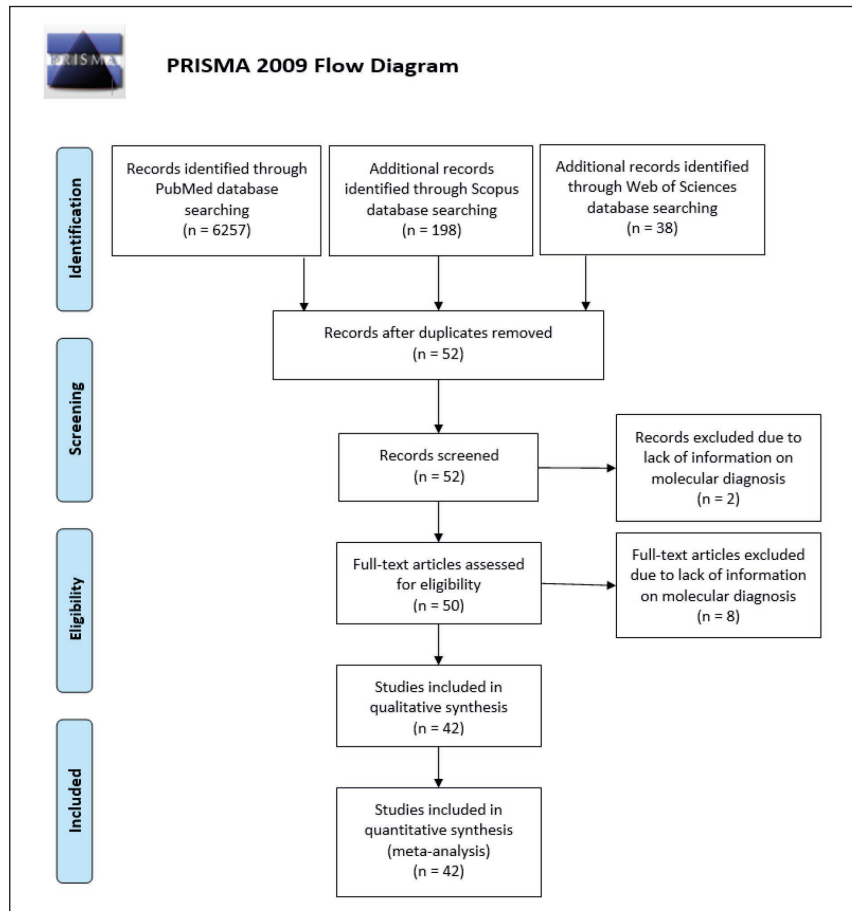 PRISMA
PRISMA 2009 Flow Diagram
Identification
Records identified through
PubMed database
searching
(n = 6257)
Additional records
identified through Scopus
database searching
(n = 198)
Additional records identified
through Web of Sciences
database searching
(n = 38)
Records after duplicates removed
(n = 52)
Screening
Records screened
(n = 52)
Records excluded due to
lack of information on
molecular diagnosis
(n = 2)
Eligibility
Full-text articles assessed
for eligibility
(n = 50)
Full-text articles excluded
due to lack of information
on molecular diagnosis
(n = 8)
Studies included in
qualitative synthesis
(n = 42)
Included
Studies included in
quantitative synthesis
(meta-analysis)
(n = 42)